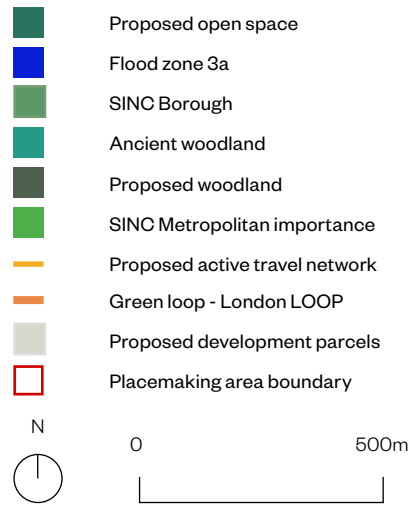 Proposed open space
Flood zone 3a
SINC Borough
Ancient woodland
Proposed woodland
SINC Metropolitan importance
Proposed active travel network
Green loop - London LOOP
Proposed development parcels
Placemaking area boundary
N
0 500m